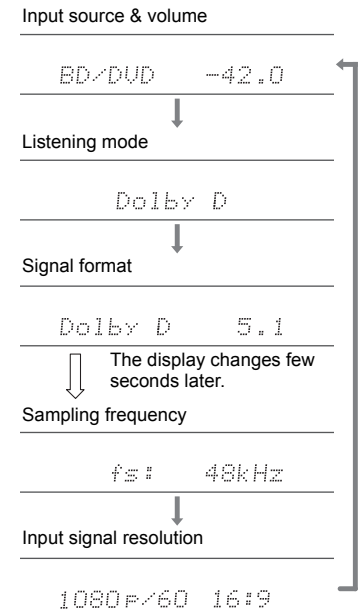 Input source & volume
BD/DVD -42.0
Listening mode
Dolby D
Signal format
Dolby D 5.1
The display changes few
seconds later.
Sampling frequency
fs: 48kHz
Input signal resolution
1080p/60 16:9